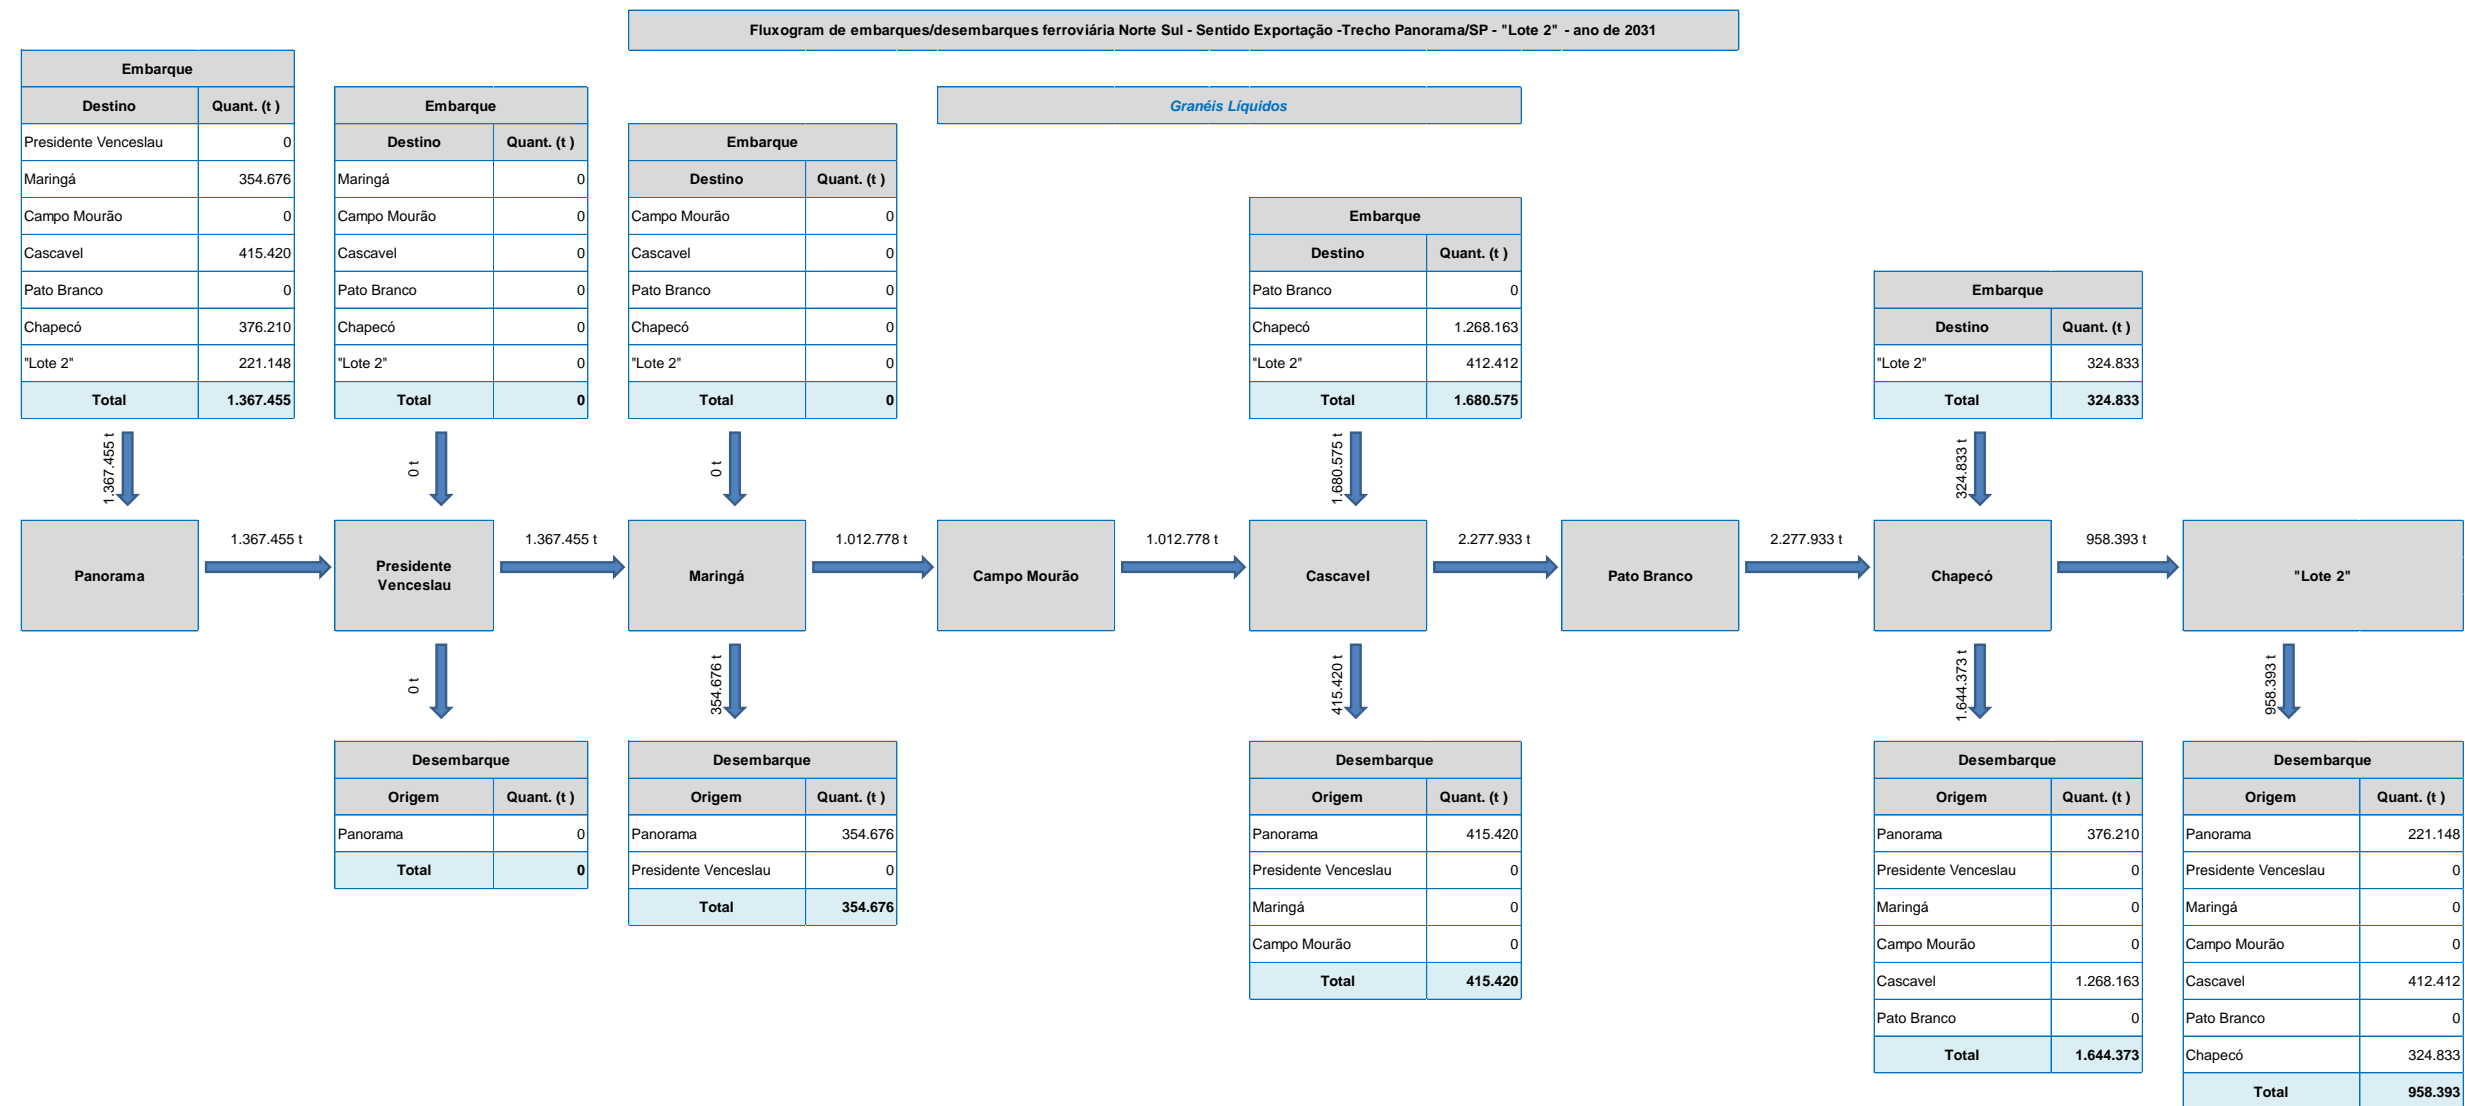 Fluxogram de embarques/desembarques ferroviária Norte Sul - Sentido Exportação -Trecho Panorama/SP - "Lote 2" - ano de 2031
Granéis Líquidos
Embarque
Destino Quant. (t )
Presidente Venceslau 0
Maringá 354.676
Campo Mourão 0
Cascavel 415.420
Pato Branco 0
Chapecó 376.210
"Lote 2" 221.148
Total 1.367.455
Embarque
Destino Quant. (t )
Maringá 0
Campo Mourão 0
Cascavel 0
Pato Branco 0
Chapecó 0
"Lote 2" 0
Total 0
Embarque
Destino Quant. (t )
Campo Mourão 0
Cascavel 0
Pato Branco 0
Chapecó 0
"Lote 2" 0
Total 0
Embarque
Destino Quant. (t )
Pato Branco 0
Chapecó 1.268.163
"Lote 2" 412.412
Total 1.680.575
Embarque
Destino Quant. (t )
"Lote 2" 324.833
Total 324.833
1.367.455 t
0 t
0 t
1.680.575 t
324.833 t
Panorama
1.367.455 t
Presidente
Venceslau
1.367.455 t
Maringá
1.012.778 t
Campo Mourão
1.012.778 t
Cascavel
2.277.933 t
Pato Branco
2.277.933 t
Chapecó
958.393 t
"Lote 2"
0 t
354.676 t
415.420 t
1.644.373 t
958.393 t
Desembarque
Origem Quant. (t )
Panorama 0
Total 0
Desembarque
Origem Quant. (t )
Panorama 354.676
Presidente Venceslau 0
Total 354.676
Desembarque
Origem Quant. (t )
Panorama 415.420
Presidente Venceslau 0
Maringá 0
Campo Mourão 0
Total 415.420
Desembarque
Origem Quant. (t )
Panorama 376.210
Presidente Venceslau 0
Maringá 0
Campo Mourão 0
Cascavel 1.268.163
Pato Branco 0
Total 1.644.373
Desembarque
Origem Quant. (t )
Panorama 221.148
Presidente Venceslau 0
Maringá 0
Campo Mourão 0
Cascavel 412.412
Pato Branco 0
Chapecó 324.833
Total 958.393